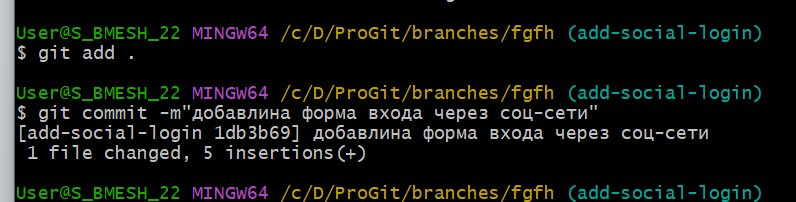 User@S_BMESH_22 MINGW64 /c/D/ProGit/branches/fgfh (add-social-login)
$ git add .
User@S_BMESH_22 MINGW64 /c/D/ProGit/branches/fgfh (add-social-login)
$ git commit -m"добавлина форма входа через соц-сети"
[add-social-login 1db3b69] добавлина форма входа через соц-сети
 1 file changed, 5 insertions(+)
User@S_BMESH_22 MINGW64 /c/D/ProGit/branches/fgfh (add-social-login)